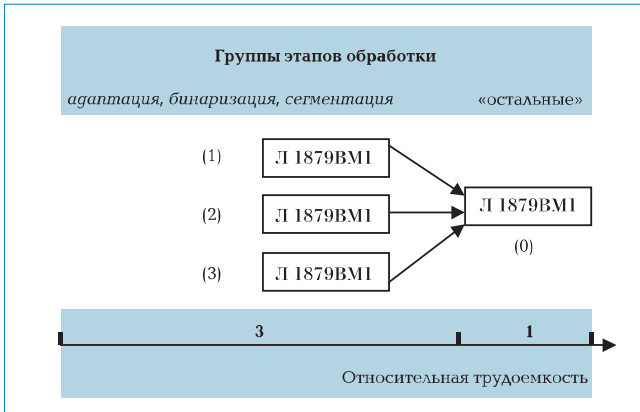 Группы этапов обработки
адаптация, бинаризация, сегментация «остальные»
(1) Л 1879ВМ1
(2) Л 1879ВМ1
Л 1879ВМ1
(0)
(3) Л 1879ВМ1
3 1
Относительная трудоемкость